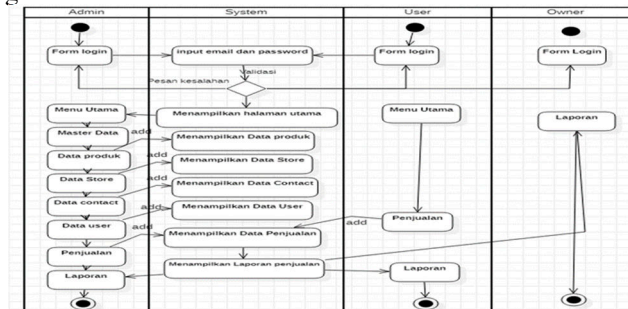 Admin
System
User
Owner
Form login
input email dan password
Form login
Form Login
Validasi
Pesan kesalahan
Menu Utama
Menampilkan halaman utama
Menu Utama
Laporan
Master Data
add
Menampilkan Data produk
Data produk
add
Menampilkan Data Store
Data Store
add
Menampilkan Data Contact
Data contact
add
Menampilkan Data User
Data user
add
Menampilkan Data Penjualan
add
Penjualan
Penjualan
Menampilkan Laporan penjualan
Laporan
Laporan